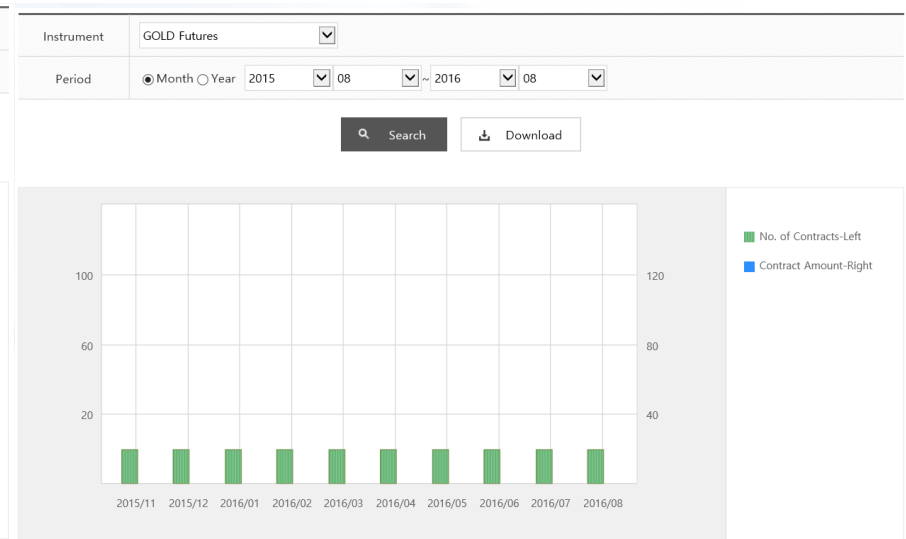 Instrument GOLD Futures
Period Month Year 2015 08 ~ 2016 08
Search Download
No. of Contracts-Left
Contract Amount-Right
100 120
60 80
20 40
2015/11 2015/12 2016/01 2016/02 2016/03 2016/04 2016/05 2016/06 2016/07 2016/08